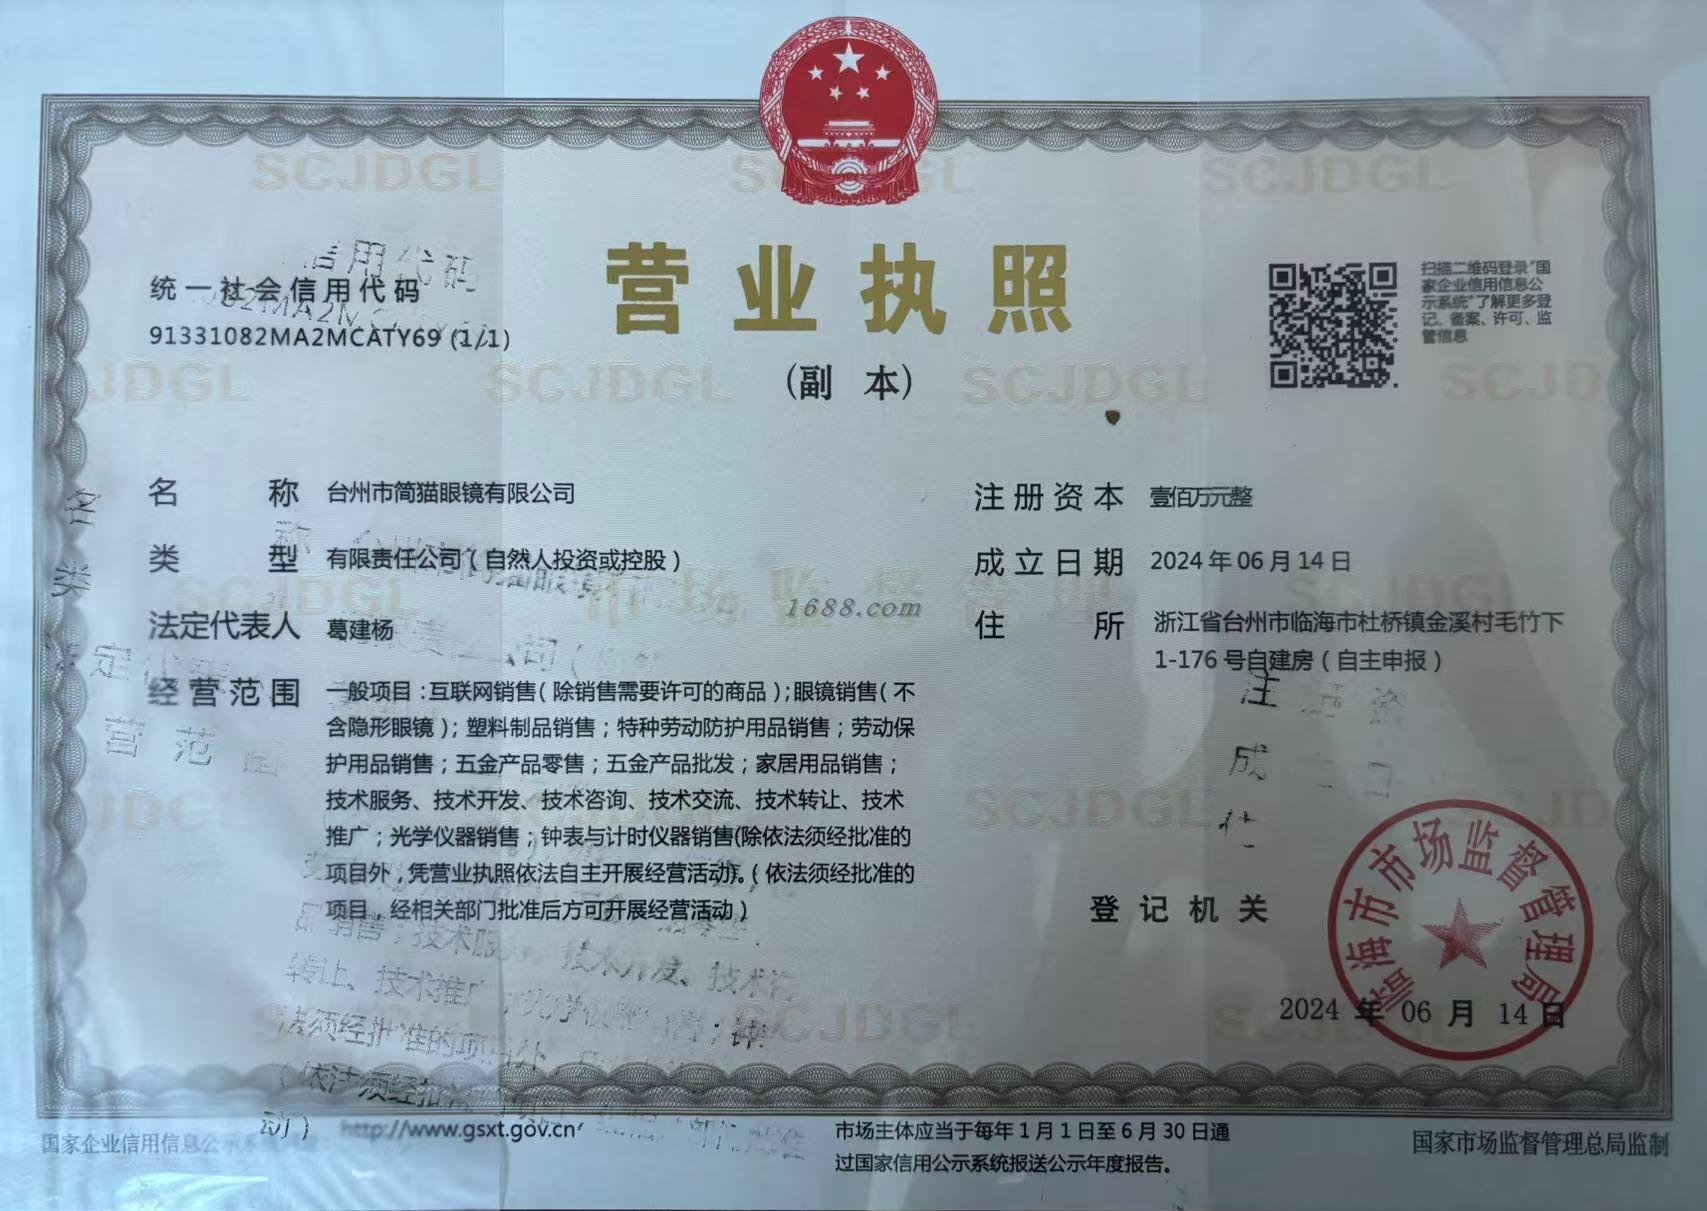 营业执照
(副 本)
统一社会信用代码
91331082MA2MCATY69 (1/1)
扫描二维码登录"国
家企业信用信息公
示系统"了解更多登
记、备案、许可、监
管信息
名 称 台州市简猫眼镜有限公司
类 型 有限责任公司(自然人投资或控股)
法定代表人 葛建杨
经营范围 一般项目:互联网销售(除销售需要许可的商品);眼镜销售(不
含隐形眼镜);塑料制品销售;特种劳动防护用品销售;劳动保
护用品销售;五金产品零售;五金产品批发;家居用品销售;
技术服务、技术开发、技术咨询、技术交流、技术转让、技术
推广;光学仪器销售;钟表与计时仪器销售(除依法须经批准的
项目外,凭营业执照依法自主开展经营活动)。(依法须经批准的
项目,经相关部门批准后方可开展经营活动)
注册资本 壹佰万元整
成立日期 2024年06月14日
住 所 浙江省台州市临海市杜桥镇金溪村毛竹下
1-176号自建房(自主申报)
1688.com
登记机关
临海市市场监督管理局
2024 年 06 月 14 日
国家企业信用信息公示系统
http://www.gsxt.gov.cn
市场主体应当于每年1月1日至6月30日通
过国家信用公示系统报送公示年度报告。
国家市场监督管理总局监制